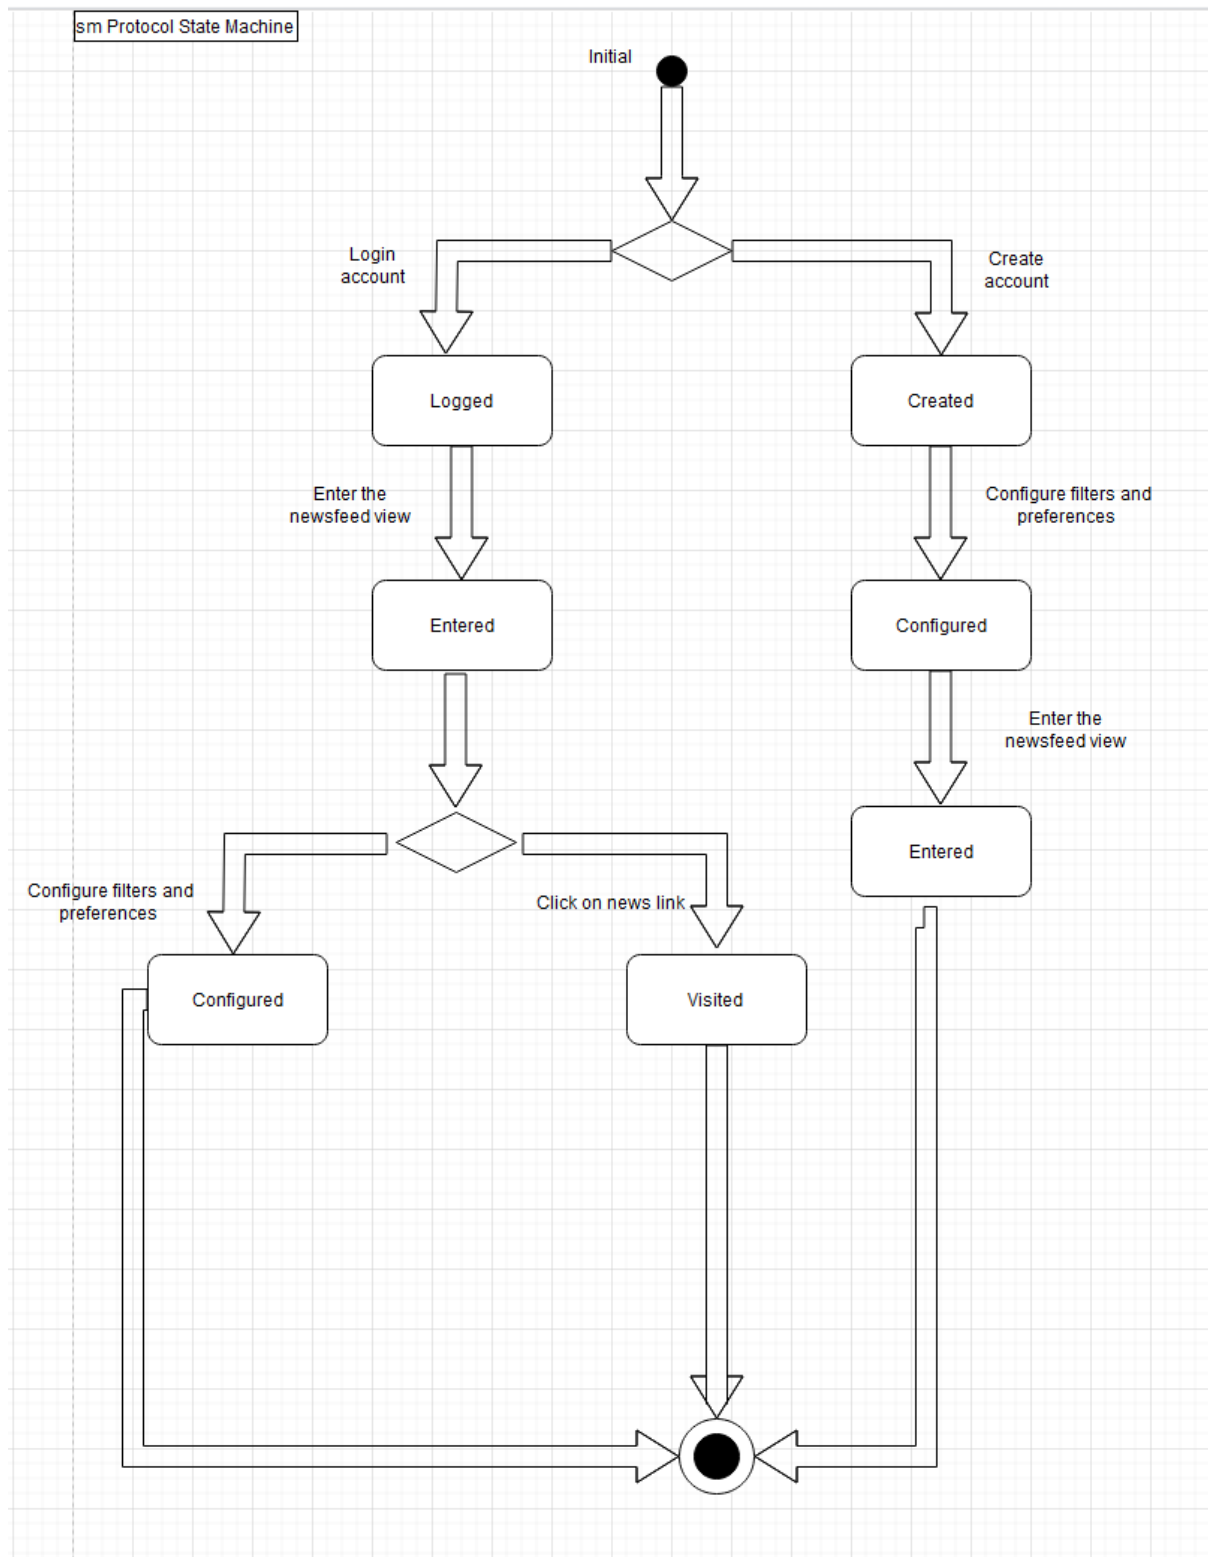 sm Protocol State Machine
Initial
Login
account
Create
account
Logged
Created
Enter the
newsfeed view
Configure filters and
preferences
Entered
Configured
Enter the
newsfeed view
Entered
Configure filters and
preferences
Click on news link
Configured
Visited